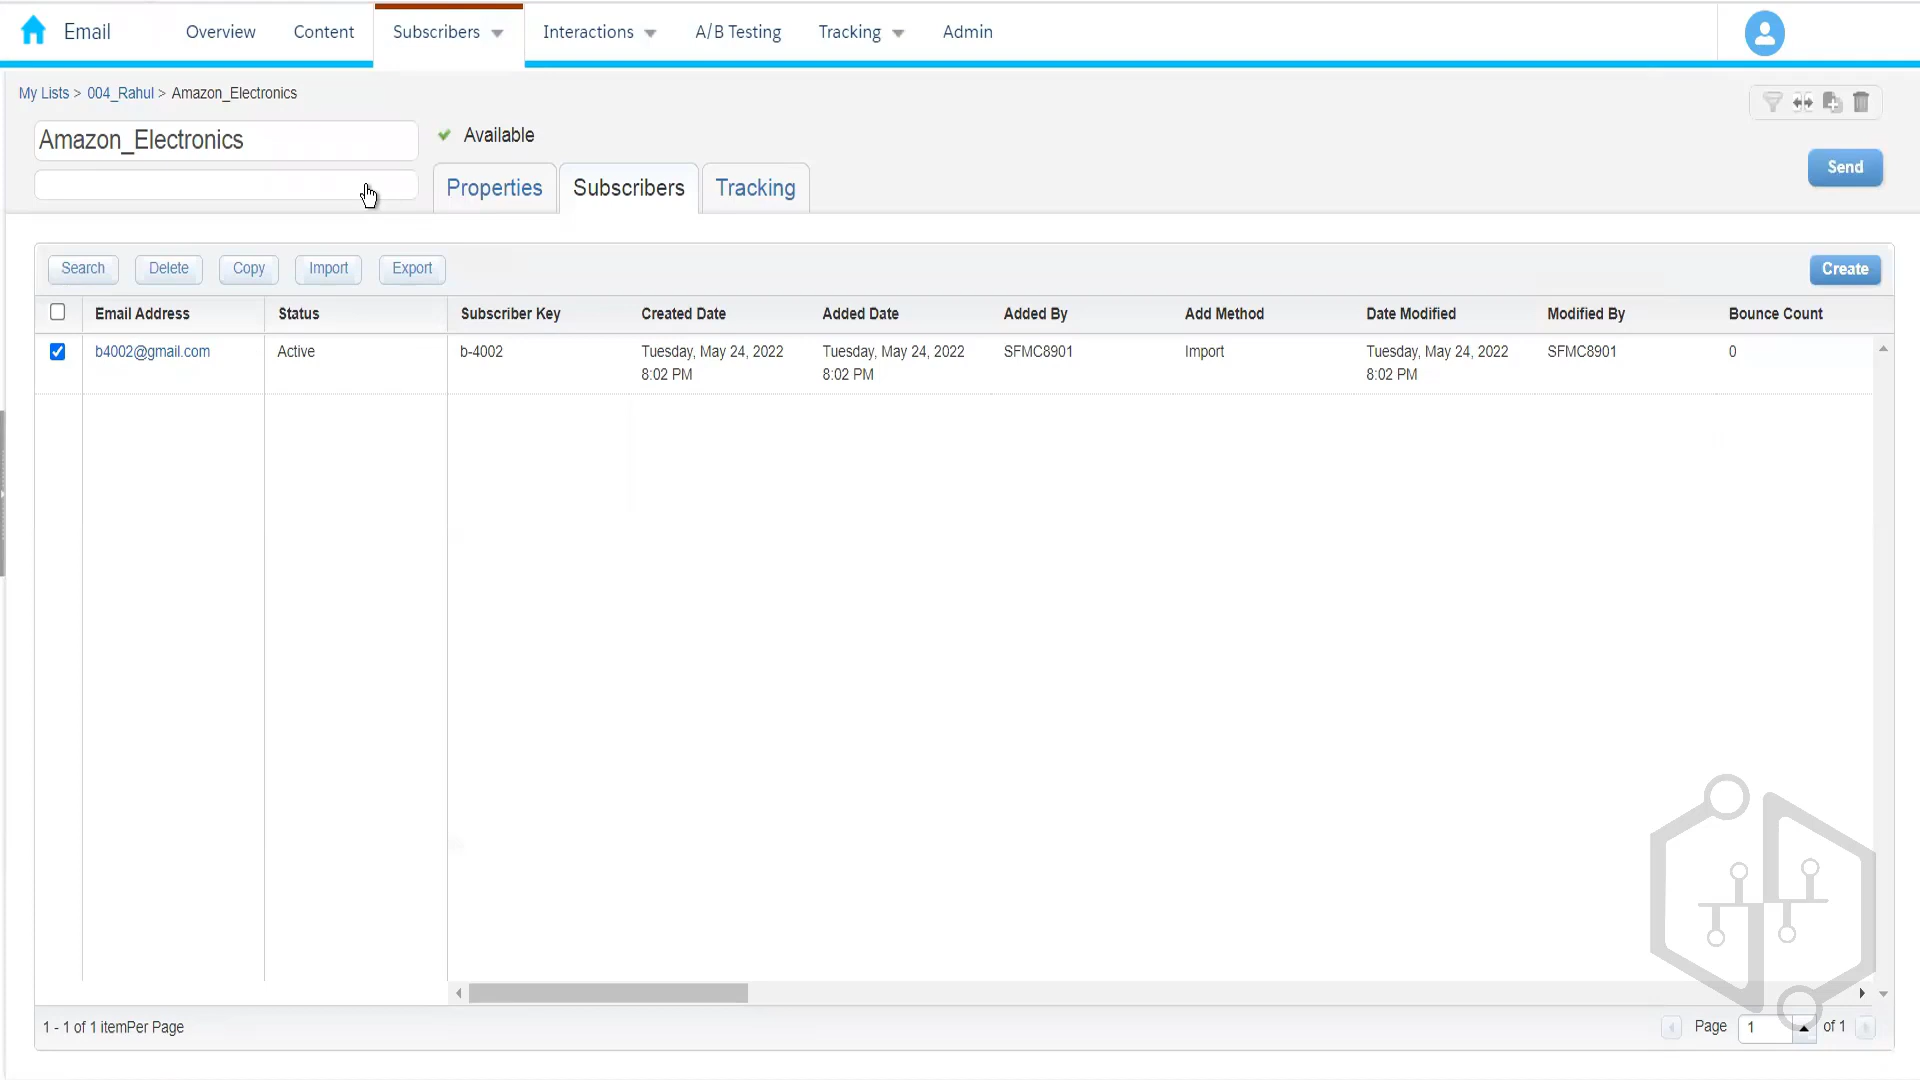 Email
Overview
Content
Subscribers
Interactions
A/B Testing
Tracking
Admin
My Lists > 004_Rahul > Amazon_Electronics
Amazon_Electronics
Available
Properties
Subscribers
Tracking
Send
Search
Delete
Copy
Import
Export
Create
Email Address
Status
Subscriber Key
Created Date
Added Date
Added By
Add Method
Date Modified
Modified By
Bounce Count
b4002@gmail.com
Active
b-4002
Tuesday, May 24, 2022
8:02 PM
Tuesday, May 24, 2022
8:02 PM
SFMC8901
Import
Tuesday, May 24, 2022
8:02 PM
SFMC8901
0
1 - 1 of 1 itemPer Page
Page 1 of 1